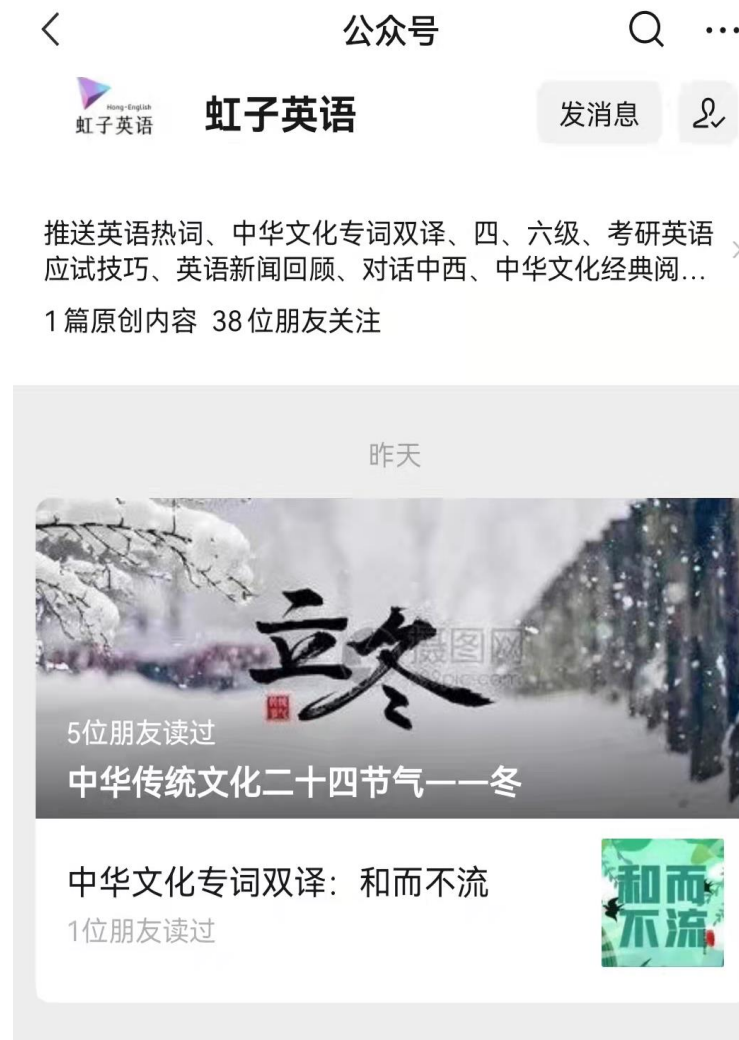 公众号
Hong-English
虹子英语
虹子英语
发消息
推送英语热词、中华文化专词双译、四、六级、考研英语
应试技巧、英语新闻回顾、对话中西、中华文化经典阅...
1篇原创内容 38位朋友关注
昨天
立冬
摄图网
5位朋友读过
中华传统文化二十四节气——冬
中华文化专词双译：和而不流
1位朋友读过
和而
不流